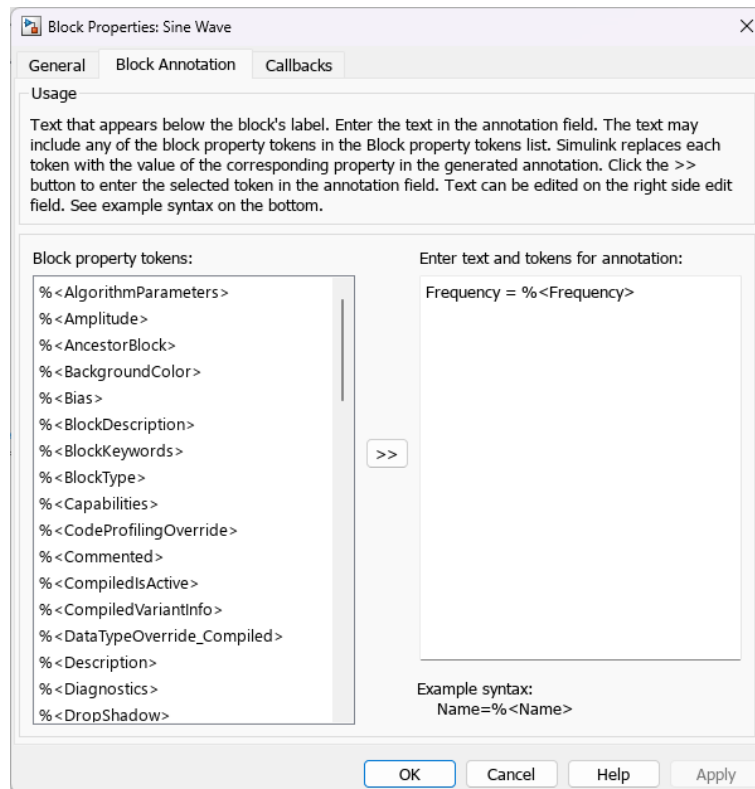 Block Properties: Sine Wave
General
Block Annotation
Callbacks
Usage
Text that appears below the block's label. Enter the text in the annotation field. The text may
include any of the block property tokens in the Block property tokens list. Simulink replaces each
token with the value of the corresponding property in the generated annotation. Click the >>
button to enter the selected token in the annotation field. Text can be edited on the right side edit
field. See example syntax on the bottom.
Block property tokens:
%<AlgorithmParameters>
%<Amplitude>
%<AncestorBlock>
%<BackgroundColor>
%<Bias>
%<BlockDescription>
%<BlockKeywords>
%<BlockType>
%<Capabilities>
%<CodeProfilingOverride>
%<Commented>
%<CompiledIsActive>
%<CompiledVariantInfo>
%<DataTypeOverride_Compiled>
%<Description>
%<Diagnostics>
%<DropShadow>
>>
Enter text and tokens for annotation:
Frequency = %<Frequency>
Example syntax:
Name=%<Name>
OK
Cancel
Help
Apply